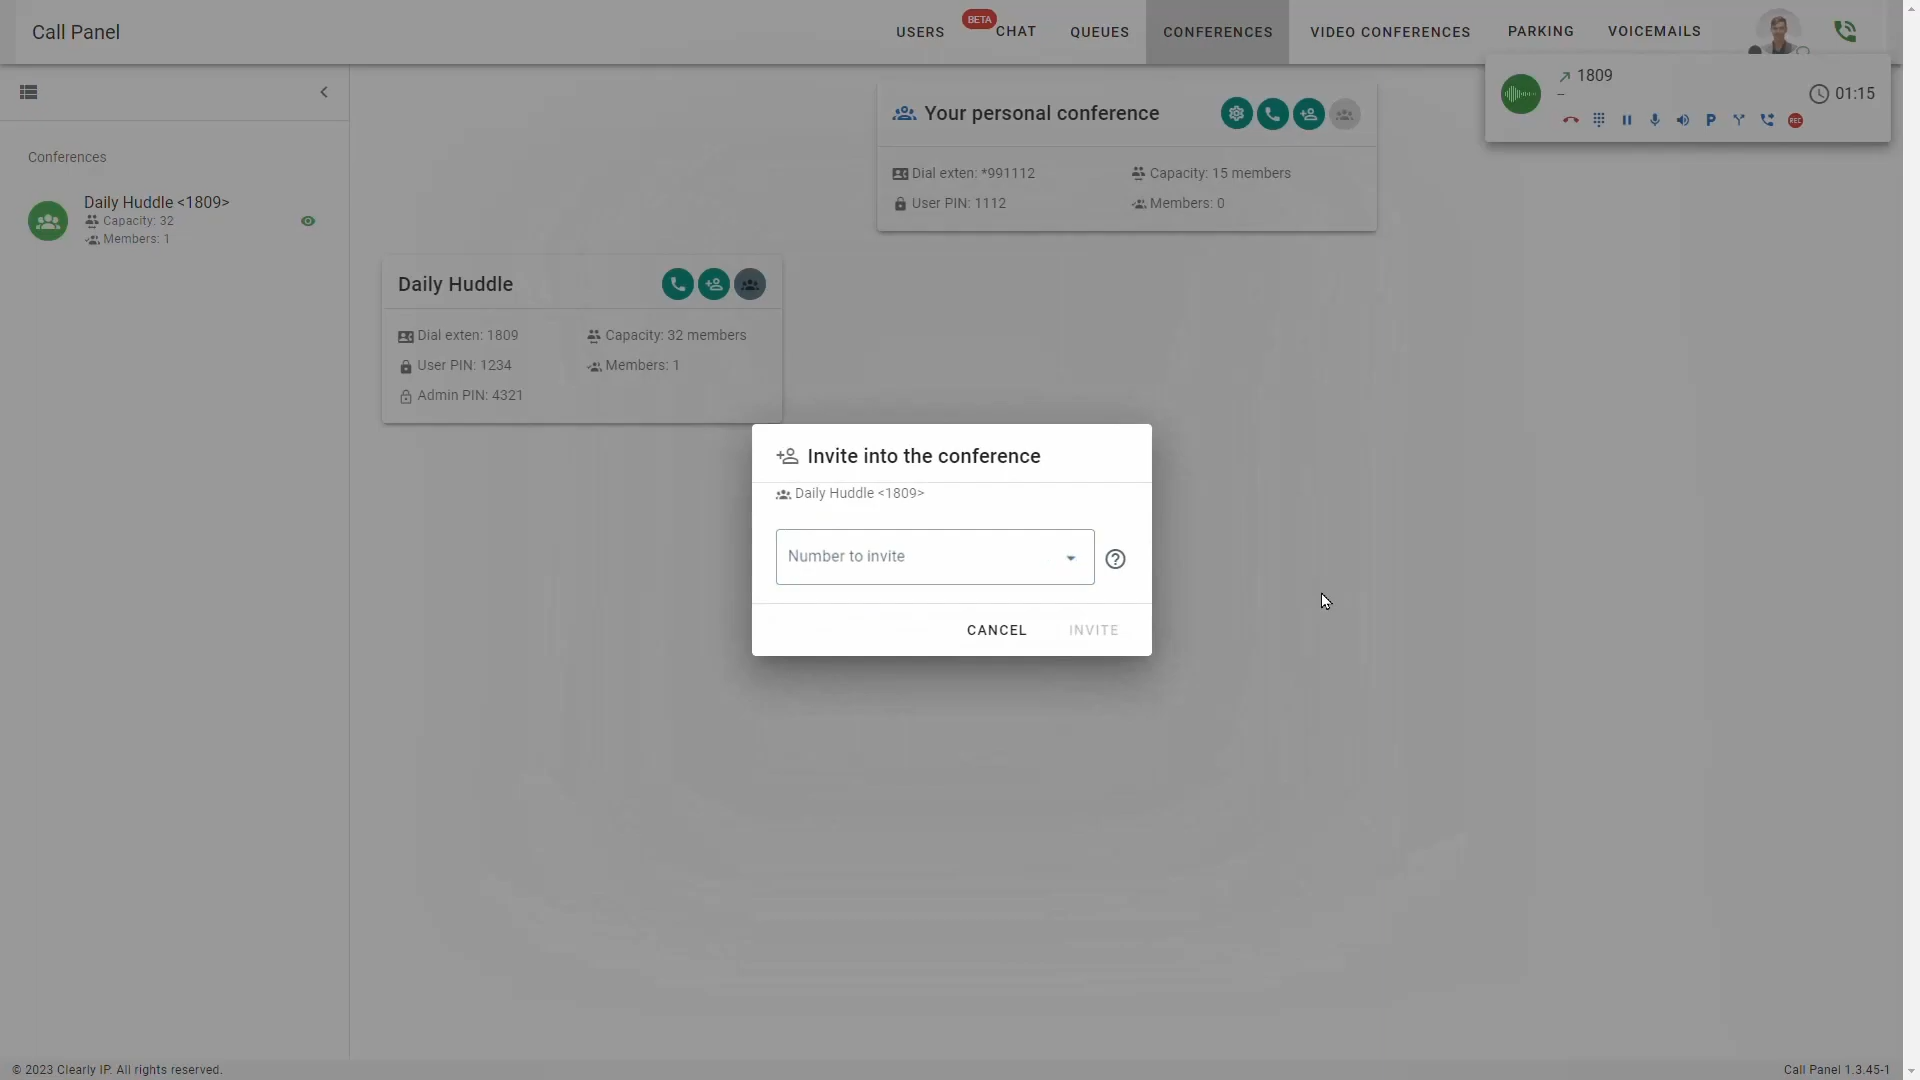 Call Panel
USERS
BETA
CHAT
QUEUES
CONFERENCES
VIDEO CONFERENCES
PARKING
VOICEMAILS
1809
–
01:15
P
REC
Conferences
Daily Huddle <1809>
Capacity: 32
Members: 1
Your personal conference
Dial exten: *991112
Capacity: 15 members
User PIN: 1112
Members: 0
Daily Huddle
Dial exten: 1809
Capacity: 32 members
User PIN: 1234
Members: 1
Admin PIN: 4321
Invite into the conference
Daily Huddle <1809>
Number to invite
?
CANCEL
INVITE
© 2023 Clearly IP. All rights reserved.
Call Panel 1.3.45-1